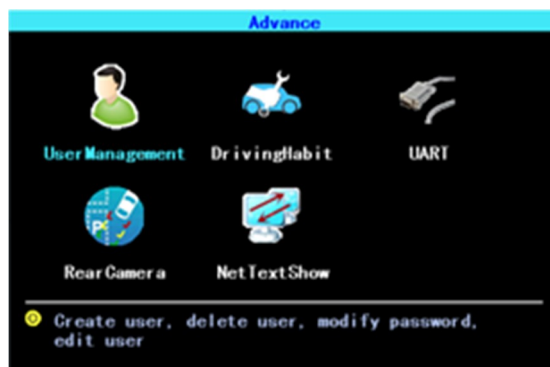 Advance
UserManagement DrivingHabit UART
RearCamera NetTextShow
Create user, delete user, modify password,
edit user